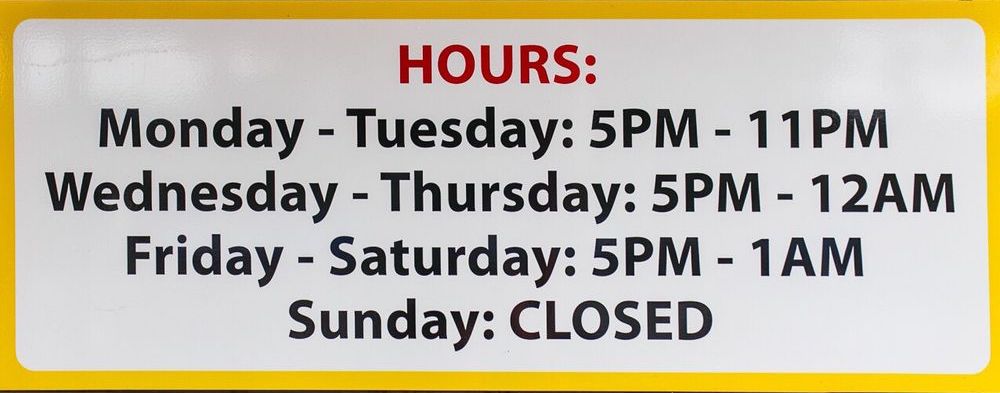 HOURS:
Monday - Tuesday: 5PM - 11PM
Wednesday - Thursday: 5PM - 12AM
Friday - Saturday: 5PM - 1AM
Sunday: CLOSED